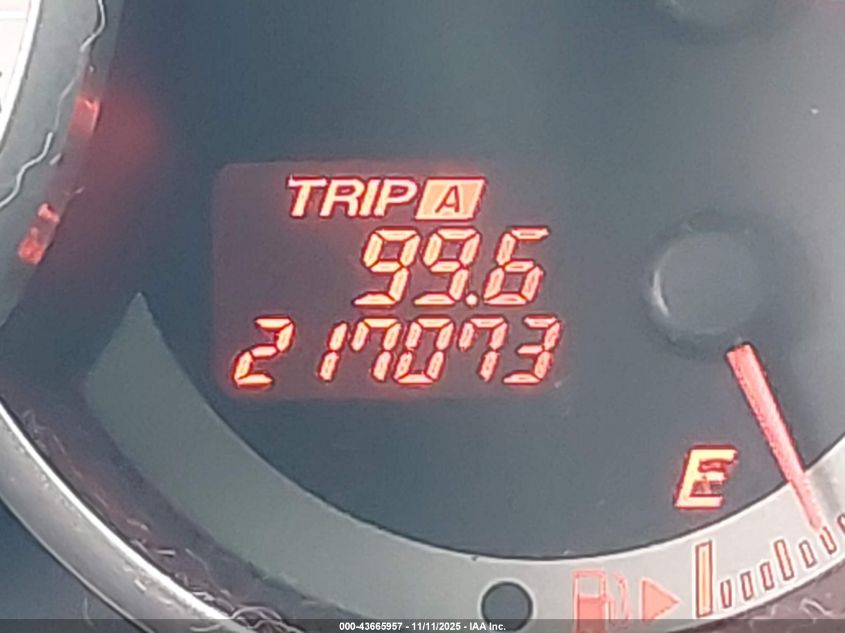 TRIP A
99.6
217073
E
000-43665957 - 11/11/2025 - IAA Inc.